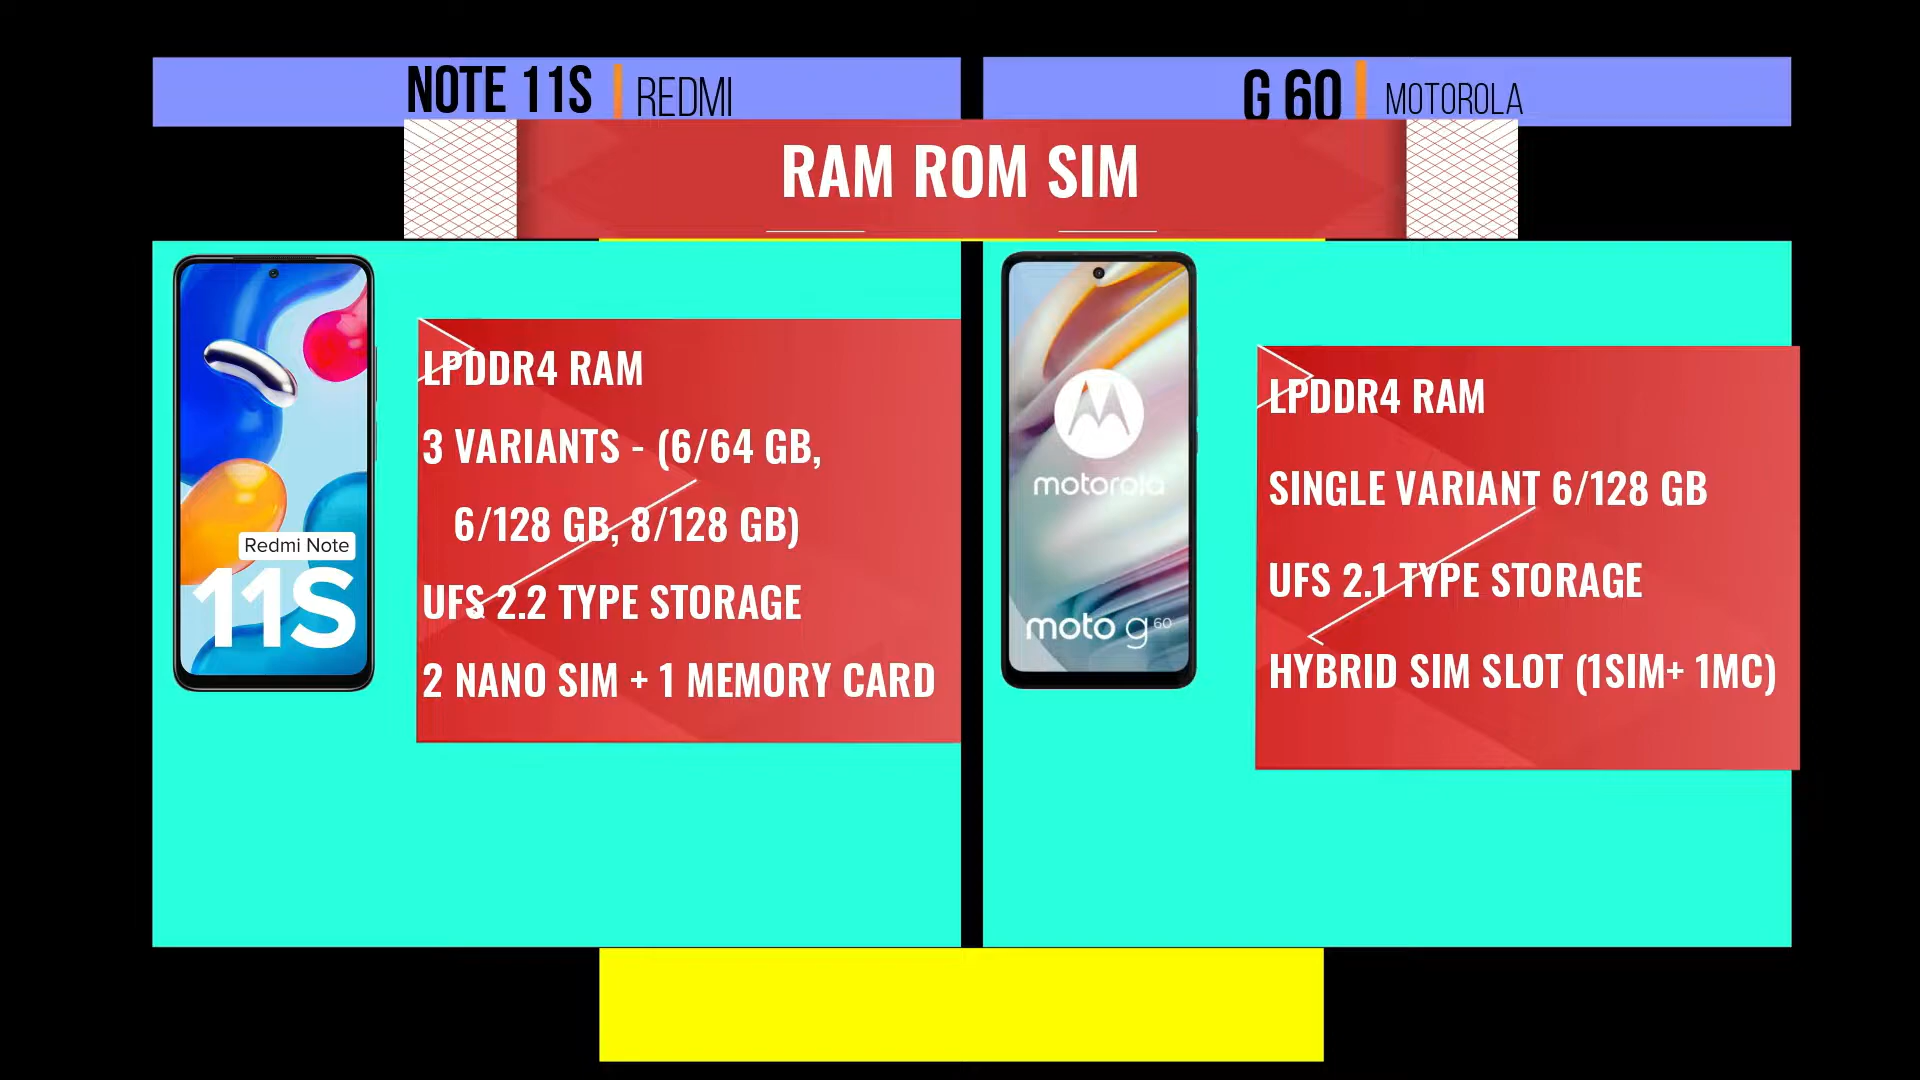 NOTE 11S REDMI
G 60 MOTOROLA
RAM ROM SIM
LPDDR4 RAM
3 VARIANTS - (6/64 GB,
6/128 GB, 8/128 GB)
UFS 2.2 TYPE STORAGE
2 NANO SIM + 1 MEMORY CARD
Redmi Note
11S
LPDDR4 RAM
SINGLE VARIANT 6/128 GB
UFS 2.1 TYPE STORAGE
HYBRID SIM SLOT (1SIM+ 1MC)
motorola
moto g 60